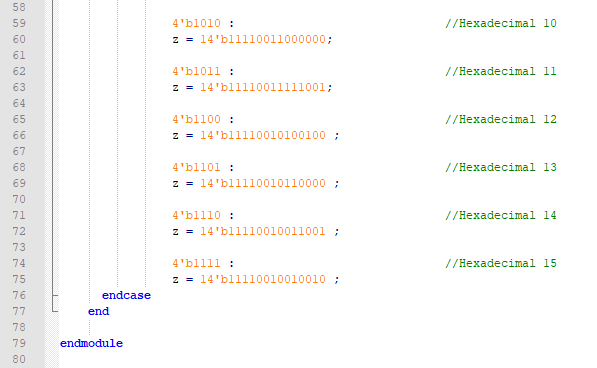 58
59 4'b1010 : //Hexadecimal 10
60 z = 14'b11110011000000;
61
62 4'b1011 : //Hexadecimal 11
63 z = 14'b11110011111001;
64
65 4'b1100 : //Hexadecimal 12
66 z = 14'b11110010100100 ;
67
68 4'b1101 : //Hexadecimal 13
69 z = 14'b11110010110000 ;
70
71 4'b1110 : //Hexadecimal 14
72 z = 14'b11110010011001 ;
73
74 4'b1111 : //Hexadecimal 15
75 z = 14'b11110010010010 ;
76 endcase
77 end
78
79 endmodule
80